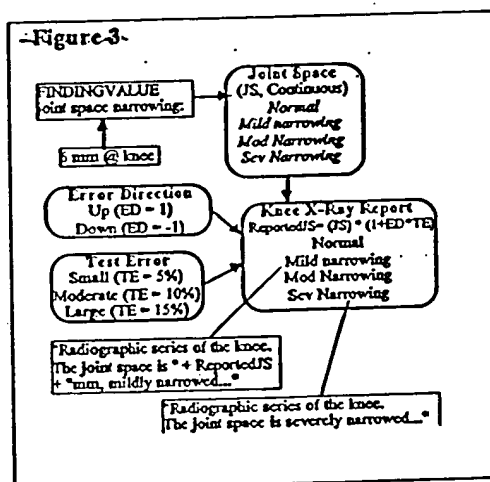 Figure 3
FINDINGVALUE
Joint space narrowing:
6 mm @ knee
Joint Space
(JS, Continuous)
Normal
Mild narrowing
Mod Narrowing
Sev Narrowing
Error Direction
Up (ED = 1)
Down (ED = -1)
Test Error
Small (TE = 5%)
Moderate (TE = 10%)
Large (TE = 15%)
Knee X-Ray Report
ReportedJS= (JS) * (1+ED*TE)
Normal
Mild narrowing
Mod Narrowing
Sev Narrowing
"Radiographic series of the knee.
The joint space is " + ReportedJS
+ "mm, mildly narrowed..."
"Radiographic series of the knee.
The joint space is severely narrowed..."